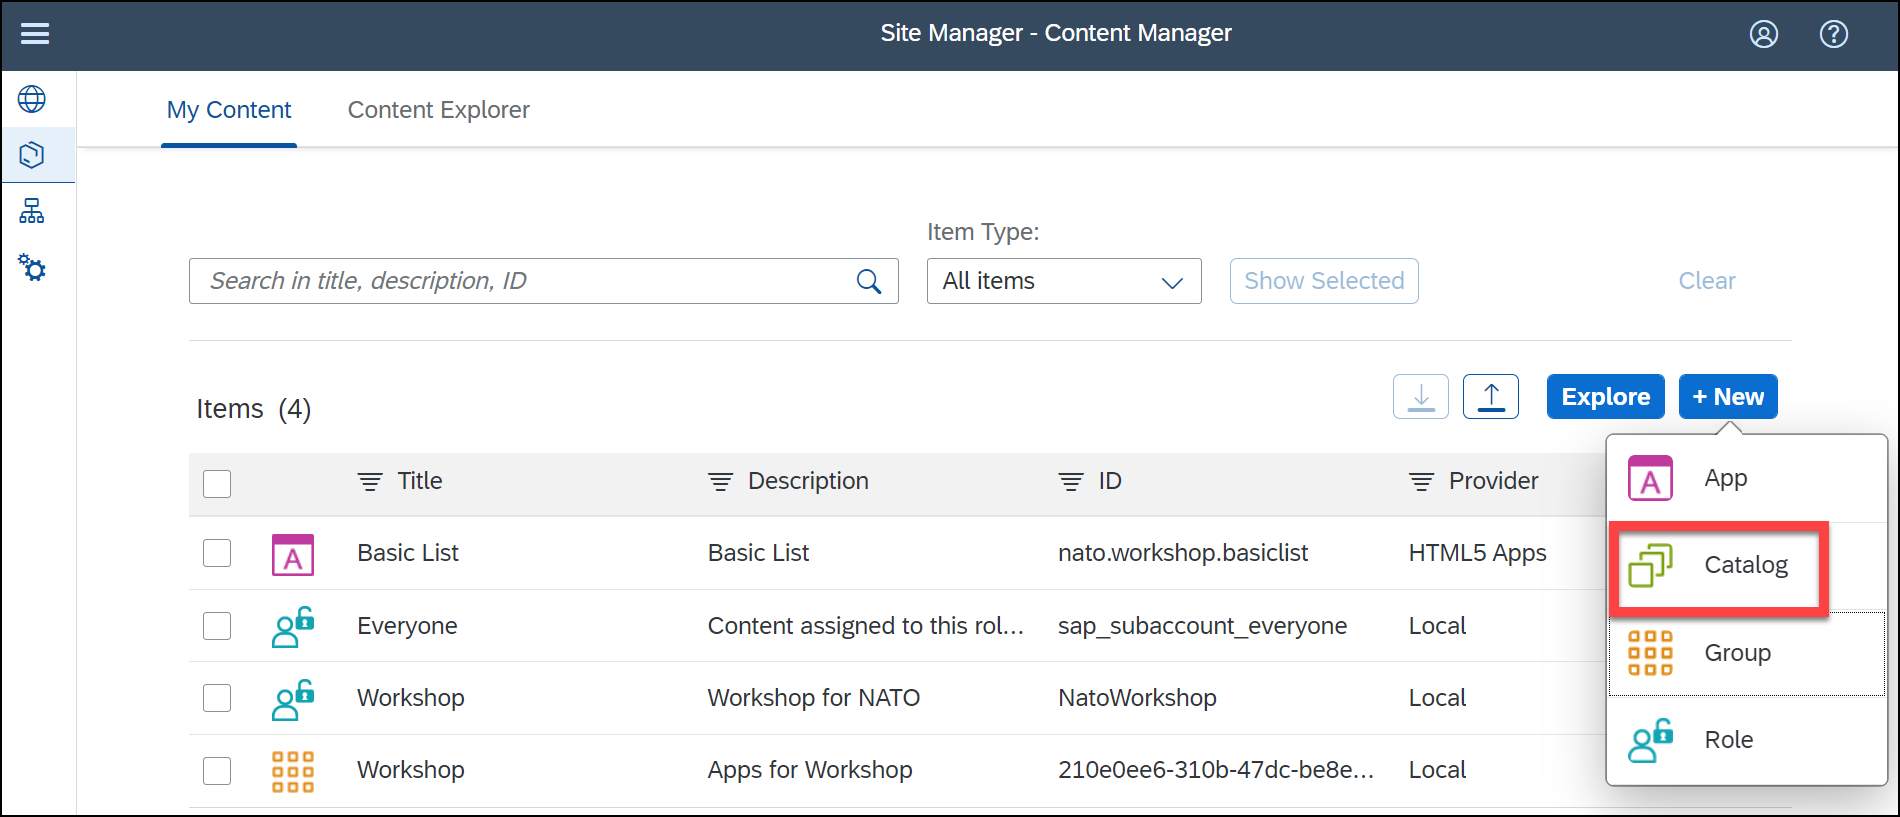 Site Manager - Content Manager
My Content
Content Explorer
Item Type:
Search in title, description, ID
All items
Show Selected
Clear
Items (4)
Explore
+ New
Title
Description
ID
Provider
Basic List
Basic List
nato.workshop.basiclist
HTML5 Apps
Everyone
Content assigned to this rol...
sap_subaccount_everyone
Local
Workshop
Workshop for NATO
NatoWorkshop
Local
Workshop
Apps for Workshop
210e0ee6-310b-47dc-be8e...
Local
App
Catalog
Group
Role